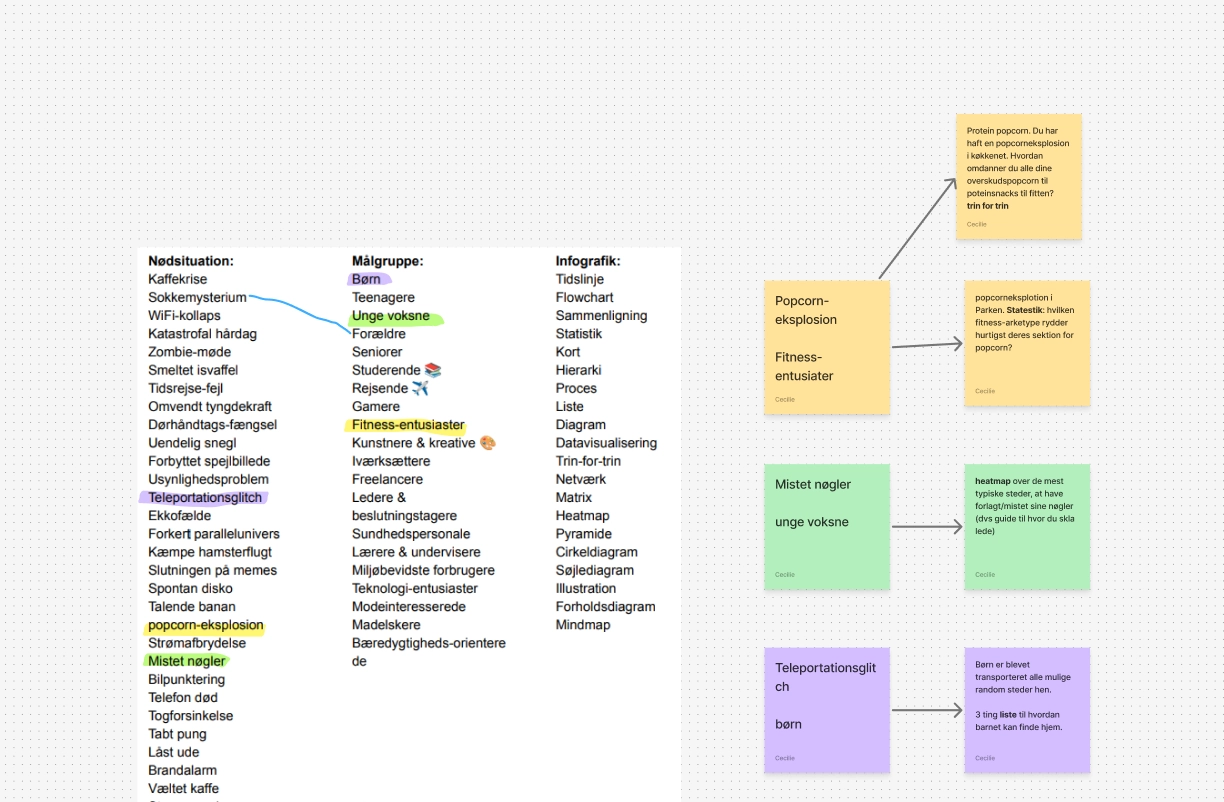 Nødsituation:
Kaffekrise
Sokkemysterium
WiFi-kollaps
Katastrofal hårdag
Zombie-møde
Smeltet isvaffel
Tidsrejse-fejl
Omvendt tyngdekraft
Dørhåndtags-fængsel
Uendelig snegl
Forbyttet spejlbillede
Usynlighedsproblem
Teleportationsglitch
Ekkofælde
Forkert parallelunivers
Kæmpe hamsterflugt
Slutningen på memes
Spontan disko
Talende banan
popcorn-eksplosion
Strømafbrydelse
Mistet nøgler
Bilpunktering
Telefon død
Togforsinkelse
Tabt pung
Låst ude
Brandalarm
Væltet kaffe
Målgruppe:
Børn
Teenagere
Unge voksne
Forældre
Seniorer
Studerende 📚
Rejsende ✈️
Gamere
Fitness-entusiaster
Kunstnere & kreative 🎨
Iværksættere
Freelancere
Ledere &
beslutningstagere
Sundhedspersonale
Lærere & undervisere
Miljøbevidste forbrugere
Teknologi-entusiaster
Modeinteresserede
Madelskere
Bæredygtigheds-orientere
de
Infografik:
Tidslinje
Flowchart
Sammenligning
Statistik
Kort
Hierarki
Proces
Liste
Diagram
Datavisualisering
Trin-for-trin
Netværk
Matrix
Heatmap
Pyramide
Cirkeldiagram
Søjlediagram
Illustration
Forholdsdiagram
Mindmap
Protein popcorn. Du har
haft en popcorneksplosion
i køkkenet. Hvordan
omdanner du alle dine
overskudspopcorn til
poteinsnacks til fitten?
trin for trin
Cecilie
Popcorn-
eksplosion
Fitness-
entusiater
Cecilie
popcorneksplotion i
Parken. Statestik: hvilken
fitness-arketype rydder
hurtigst deres sektion for
popcorn?
Cecilie
Mistet nøgler
unge voksne
Cecilie
heatmap over de mest
typiske steder, at have
forlagt/mistet sine nøgler
(dvs guide til hvor du skla
lede)
Cecilie
Teleportationsglit
ch
børn
Cecilie
Børn er blevet
transporteret alle mulige
random steder hen.
3 ting liste til hvordan
barnet kan finde hjem.
Cecilie